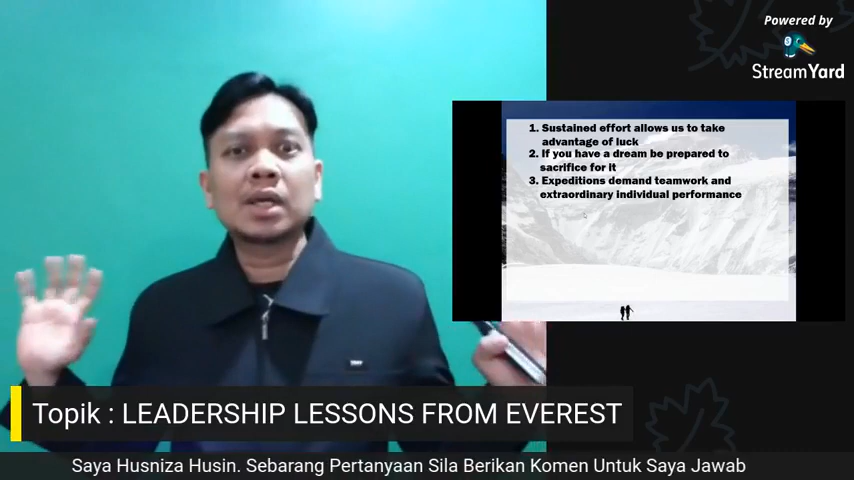 Powered by
StreamYard
1. Sustained effort allows us to take
advantage of luck
2. If you have a dream be prepared to
sacrifice for it
3. Expeditions demand teamwork and
extraordinary individual performance
Topik : LEADERSHIP LESSONS FROM EVEREST
Saya Husniza Husin. Sebarang Pertanyaan Sila Berikan Komen Untuk Saya Jawab